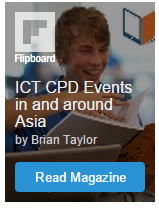 Flipboard
ICT CPD Events
in and around
Asia
by Brian Taylor
Read Magazine